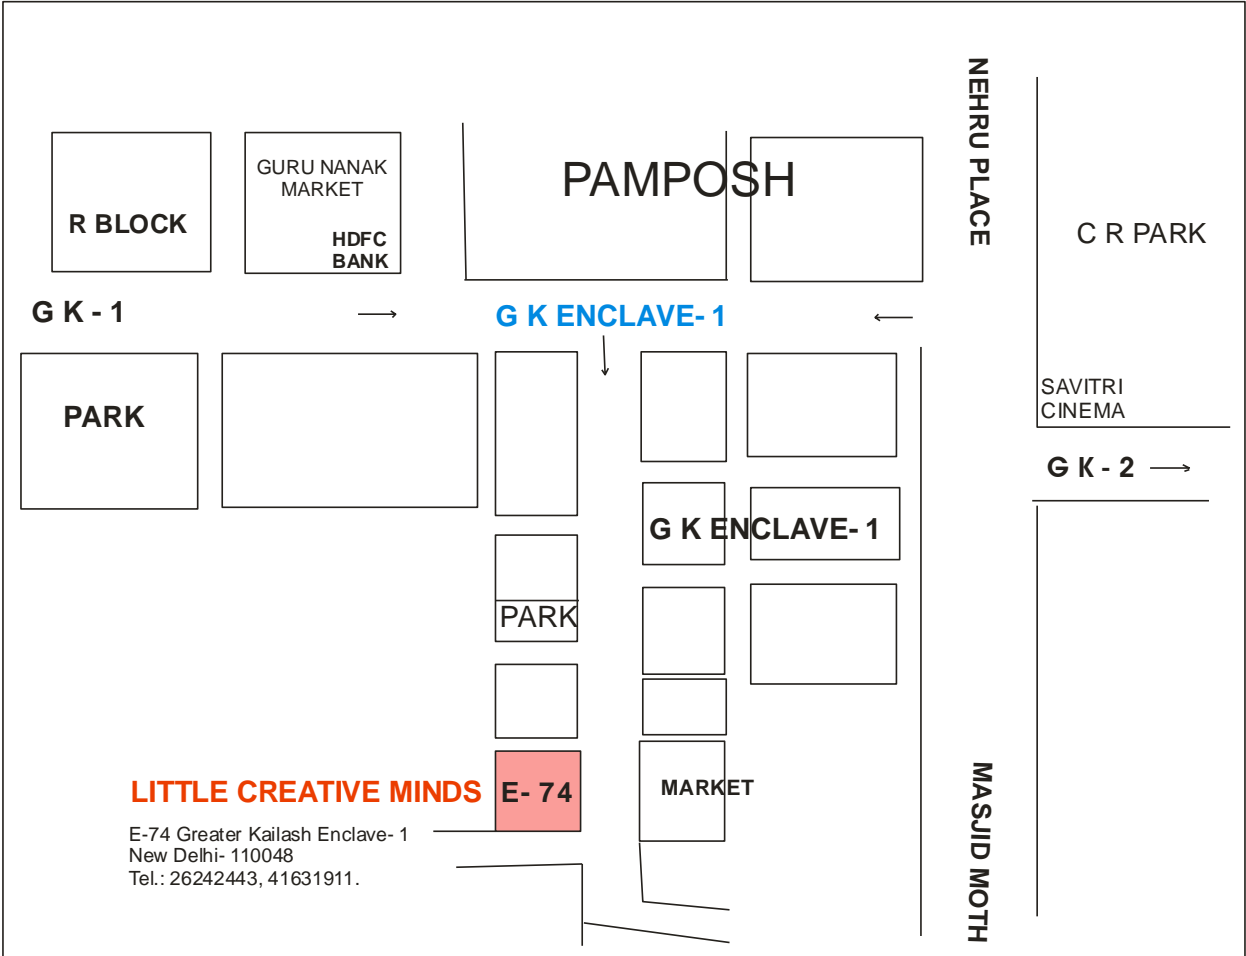 NEHRU PLACE
PAMPOSH
GURU NANAK
MARKET
R BLOCK
HDFC
BANK
C R PARK
G K - 1
G K ENCLAVE- 1
SAVITRI
CINEMA
PARK
G K - 2
G K ENCLAVE- 1
PARK
LITTLE CREATIVE MINDS
E- 74
MARKET
MASJID MOTH
E-74 Greater Kailash Enclave- 1
New Delhi- 110048
Tel.: 26242443, 41631911.